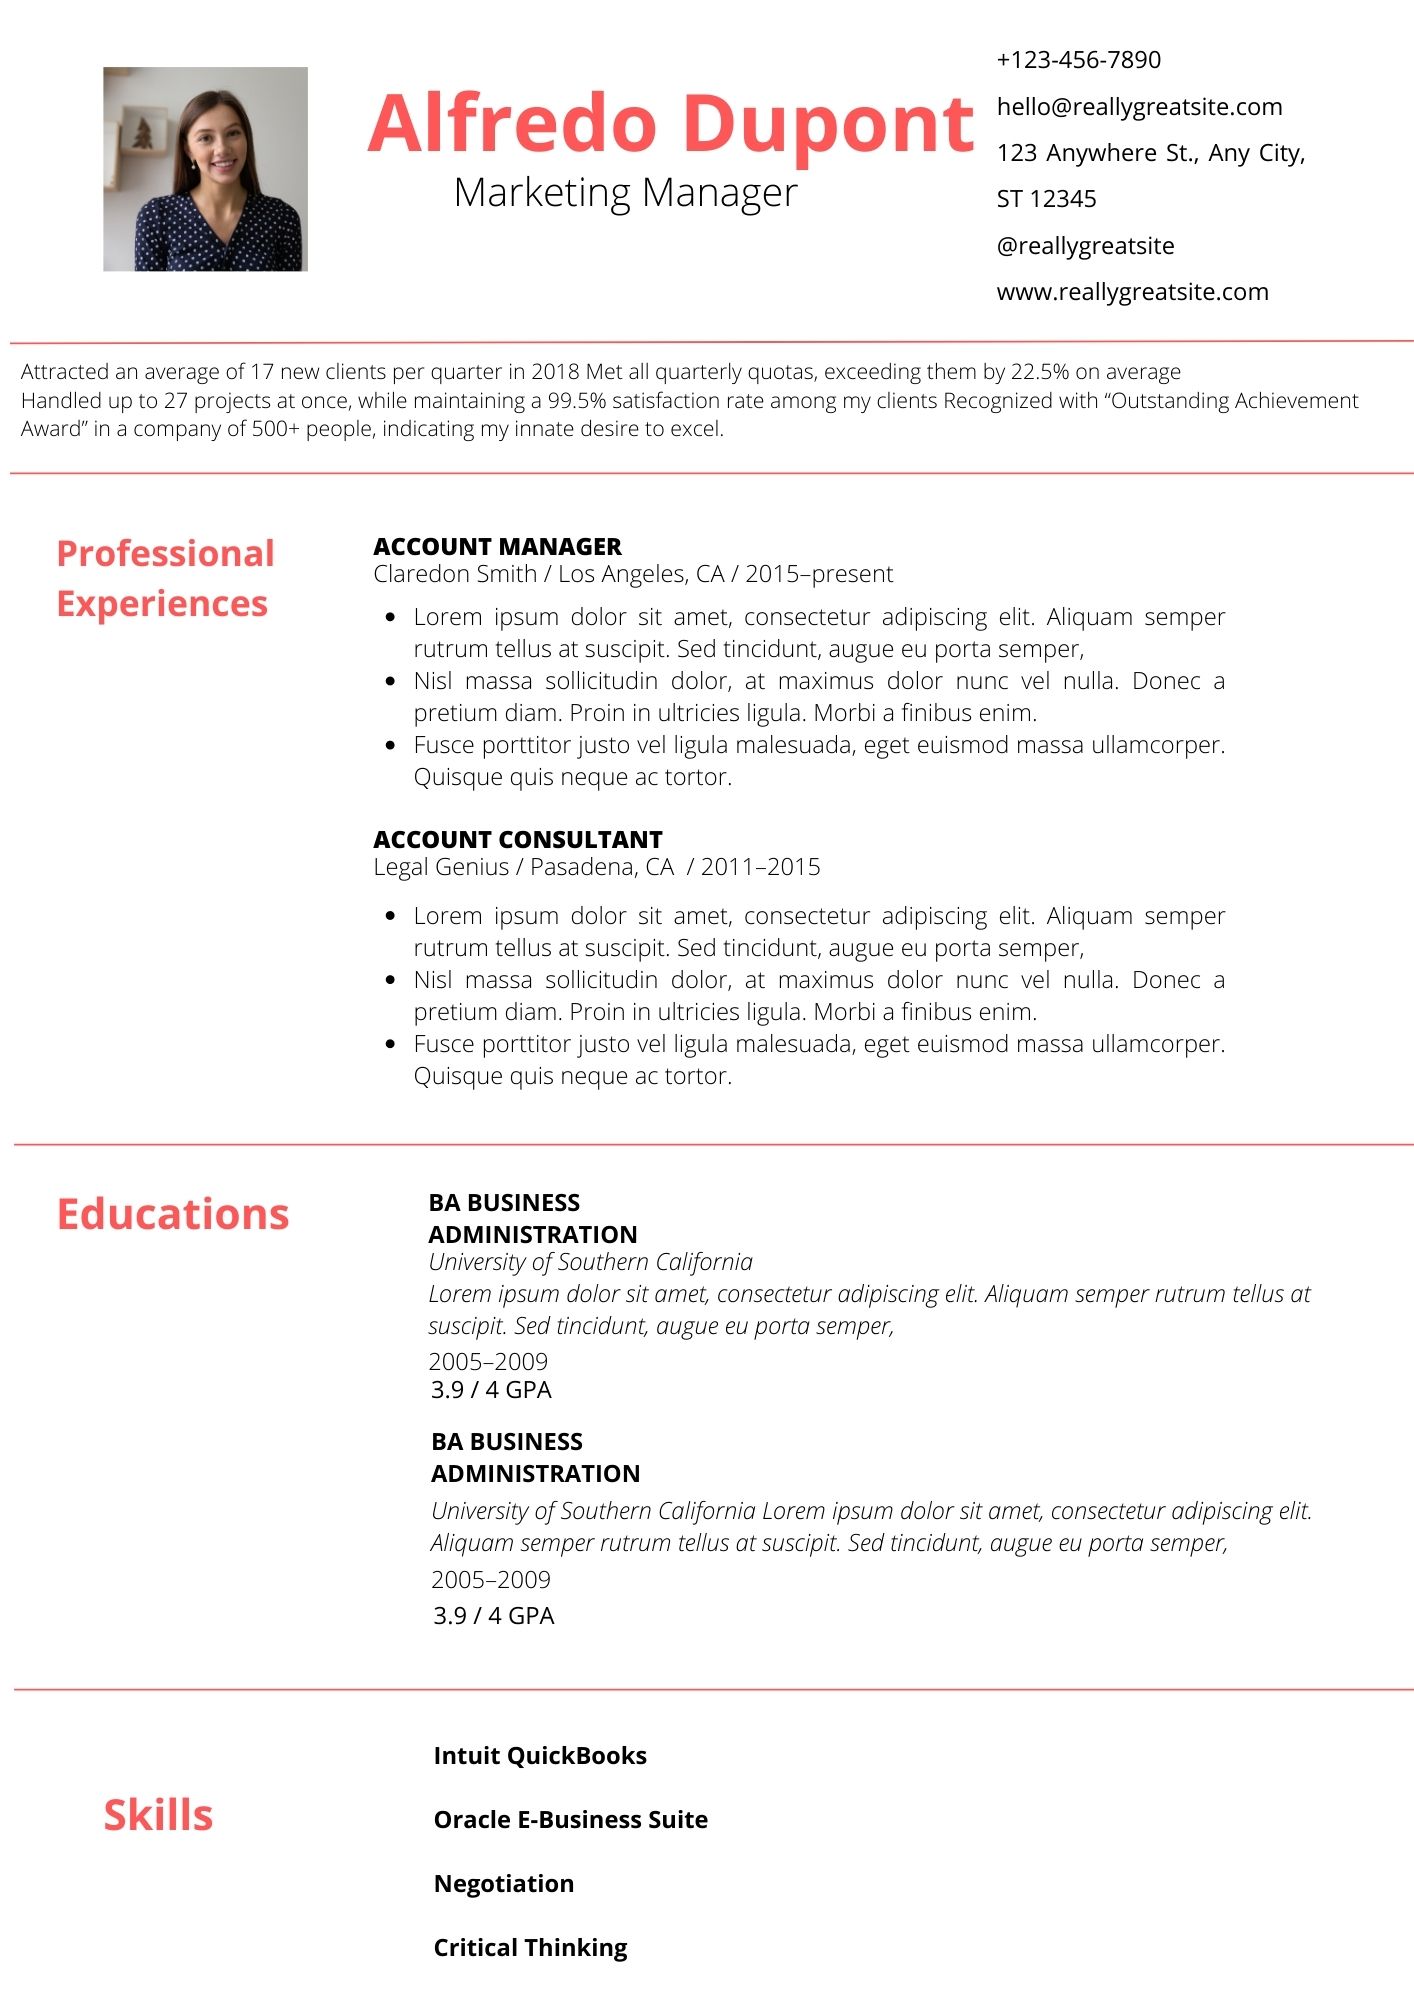 Alfredo Dupont
Marketing Manager
+123-456-7890
hello@reallygreatsite.com
123 Anywhere St., Any City,
ST 12345
@reallygreatsite
www.reallygreatsite.com
Attracted an average of 17 new clients per quarter in 2018 Met all quarterly quotas, exceeding them by 22.5% on average
Handled up to 27 projects at once, while maintaining a 99.5% satisfaction rate among my clients Recognized with “Outstanding Achievement
Award” in a company of 500+ people, indicating my innate desire to excel.
Professional
Experiences
ACCOUNT MANAGER
Claredon Smith / Los Angeles, CA / 2015–present
• Lorem ipsum dolor sit amet, consectetur adipiscing elit. Aliquam semper
rutrum tellus at suscipit. Sed tincidunt, augue eu porta semper,
• Nisl massa sollicitudin dolor, at maximus dolor nunc vel nulla. Donec a
pretium diam. Proin in ultricies ligula. Morbi a finibus enim.
• Fusce porttitor justo vel ligula malesuada, eget euismod massa ullamcorper.
Quisque quis neque ac tortor.
ACCOUNT CONSULTANT
Legal Genius / Pasadena, CA / 2011–2015
• Lorem ipsum dolor sit amet, consectetur adipiscing elit. Aliquam semper
rutrum tellus at suscipit. Sed tincidunt, augue eu porta semper,
• Nisl massa sollicitudin dolor, at maximus dolor nunc vel nulla. Donec a
pretium diam. Proin in ultricies ligula. Morbi a finibus enim.
• Fusce porttitor justo vel ligula malesuada, eget euismod massa ullamcorper.
Quisque quis neque ac tortor.
Educations
BA BUSINESS
ADMINISTRATION
University of Southern California
Lorem ipsum dolor sit amet, consectetur adipiscing elit. Aliquam semper rutrum tellus at
suscipit. Sed tincidunt, augue eu porta semper,
2005–2009
3.9 / 4 GPA
BA BUSINESS
ADMINISTRATION
University of Southern California Lorem ipsum dolor sit amet, consectetur adipiscing elit.
Aliquam semper rutrum tellus at suscipit. Sed tincidunt, augue eu porta semper,
2005–2009
3.9 / 4 GPA
Skills
Intuit QuickBooks
Oracle E-Business Suite
Negotiation
Critical Thinking